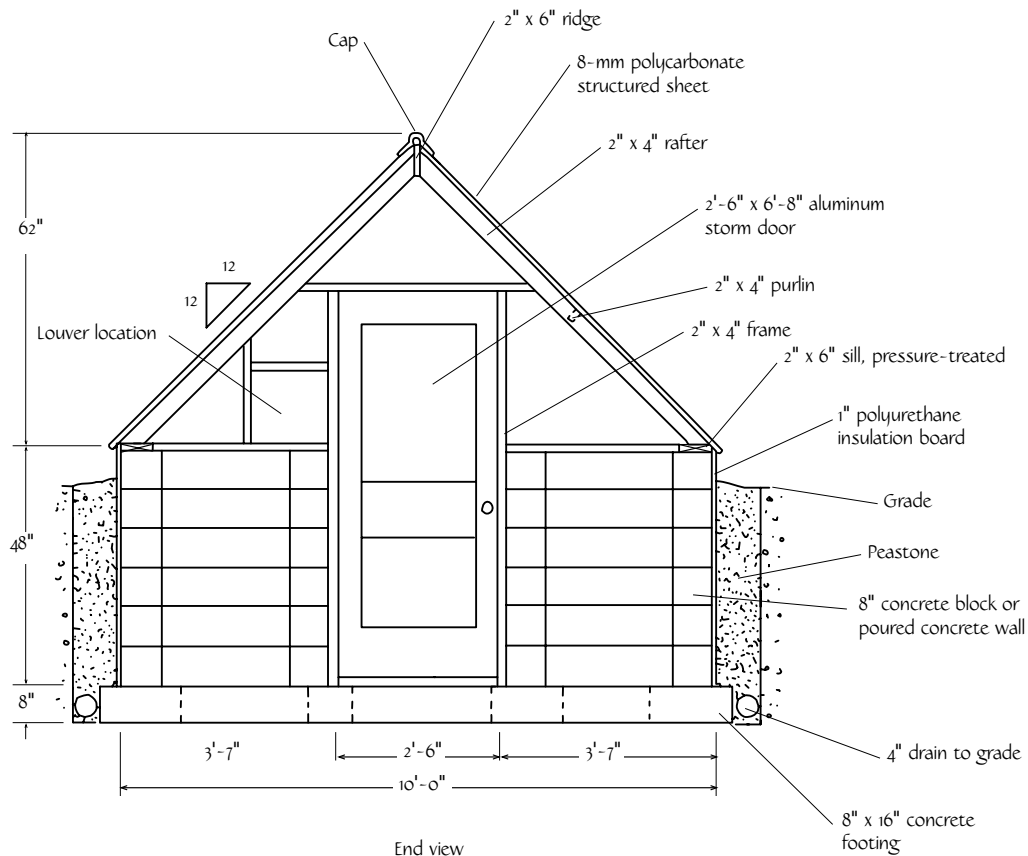 2" x 6" ridge
Cap
8-mm polycarbonate
structured sheet
2" x 4" rafter
62"
2'-6" x 6'-8" aluminum
storm door
12
12
2" x 4" purlin
Louver location
2" x 4" frame
2" x 6" sill, pressure-treated
1" polyurethane
insulation board
Grade
48"
Peastone
8" concrete block or
poured concrete wall
8"
3'-7"
2'-6"
3'-7"
4" drain to grade
10'-0"
8" x 16" concrete
footing
End view